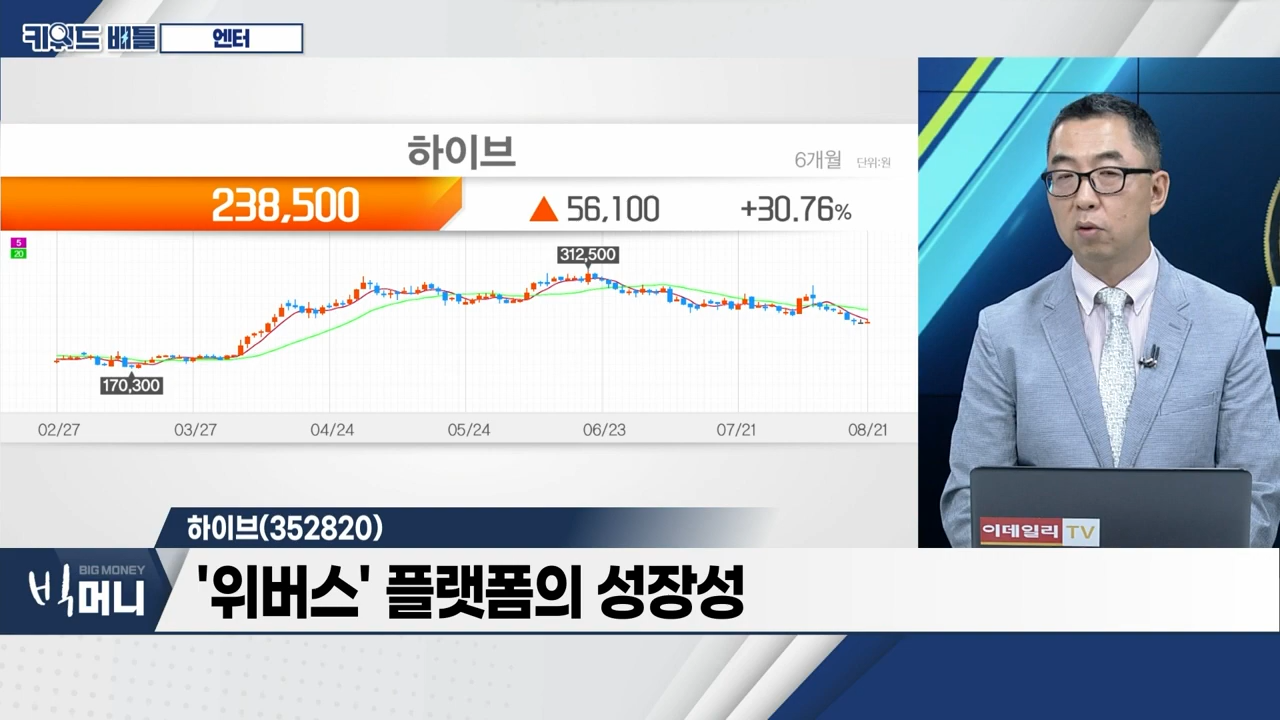 키워드 배틀
엔터
하이브
6개월 단위:원
238,500 ▲ 56,100 +30.76%
5
20
312,500
170,300
02/27 03/27 04/24 05/24 06/23 07/21 08/21
이데일리 TV
하이브(352820)
BIG MONEY
빅머니
'위버스' 플랫폼의 성장성